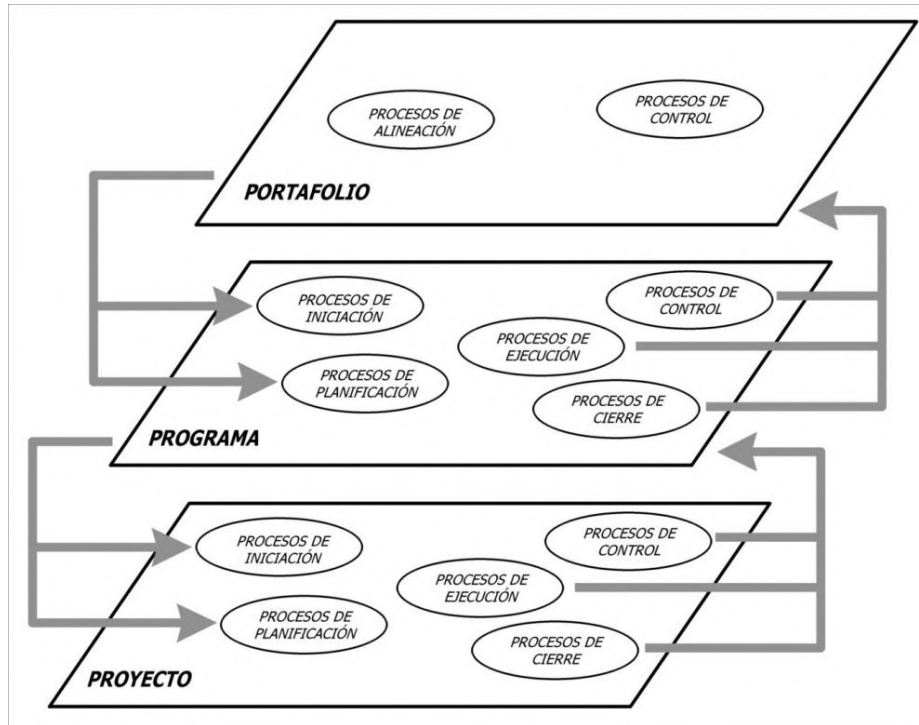 PROCESOS DE
ALINEACIÓN
PROCESOS DE
CONTROL
PORTAFOLIO
PROCESOS DE
INICIACIÓN
PROCESOS DE
CONTROL
PROCESOS DE
EJECUCIÓN
PROCESOS DE
PLANIFICACIÓN
PROCESOS DE
CIERRE
PROGRAMA
PROCESOS DE
INICIACIÓN
PROCESOS DE
CONTROL
PROCESOS DE
EJECUCIÓN
PROCESOS DE
PLANIFICACIÓN
PROCESOS DE
CIERRE
PROYECTO